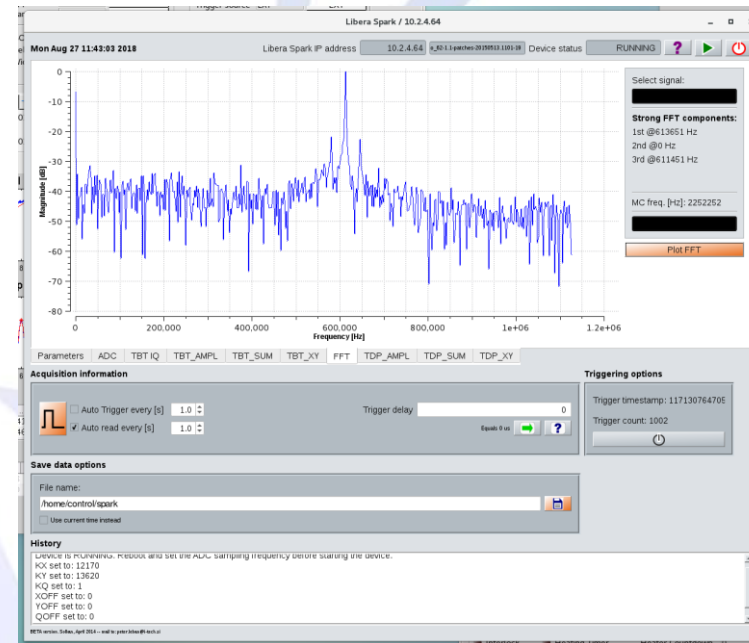 Trigger source EXT
Libera Spark / 10.2.4.64
Mon Aug 27 11:43:03 2018
Libera Spark IP address
10.2.4.64
Device status
RUNNING
?
Select signal:
Strong FFT components:
1st @613651 Hz
2nd @0 Hz
3rd @611451 Hz
MC freq. [Hz]: 2252252
Plot FFT
Magnitude [dB]
0
-10
-20
-30
-40
-50
-60
-70
-80
0 200,000 400,000 600,000 800,000 1e+06 1.2e+06
Frequency [Hz]
Parameters ADC TBT IQ TBT_AMPL TBT_SUM TBT_XY FFT TDP_AMPL TDP_SUM TDP_XY
Acquisition information
Auto Trigger every [s] 1.0
Auto read every [s] 1.0
Trigger delay 0
Equals 0 us
?
Triggering options
Trigger timestamp: 117130764709
Trigger count: 1002
Save data options
File name:
/home/control/spark
Use current time instead
History
Device is RUNNING. Reboot and set the ADC sampling frequency before starting the device.
KX set to: 12170
KY set to: 13620
KQ set to: 1
XOFF set to: 0
YOFF set to: 0
QOFF set to: 0